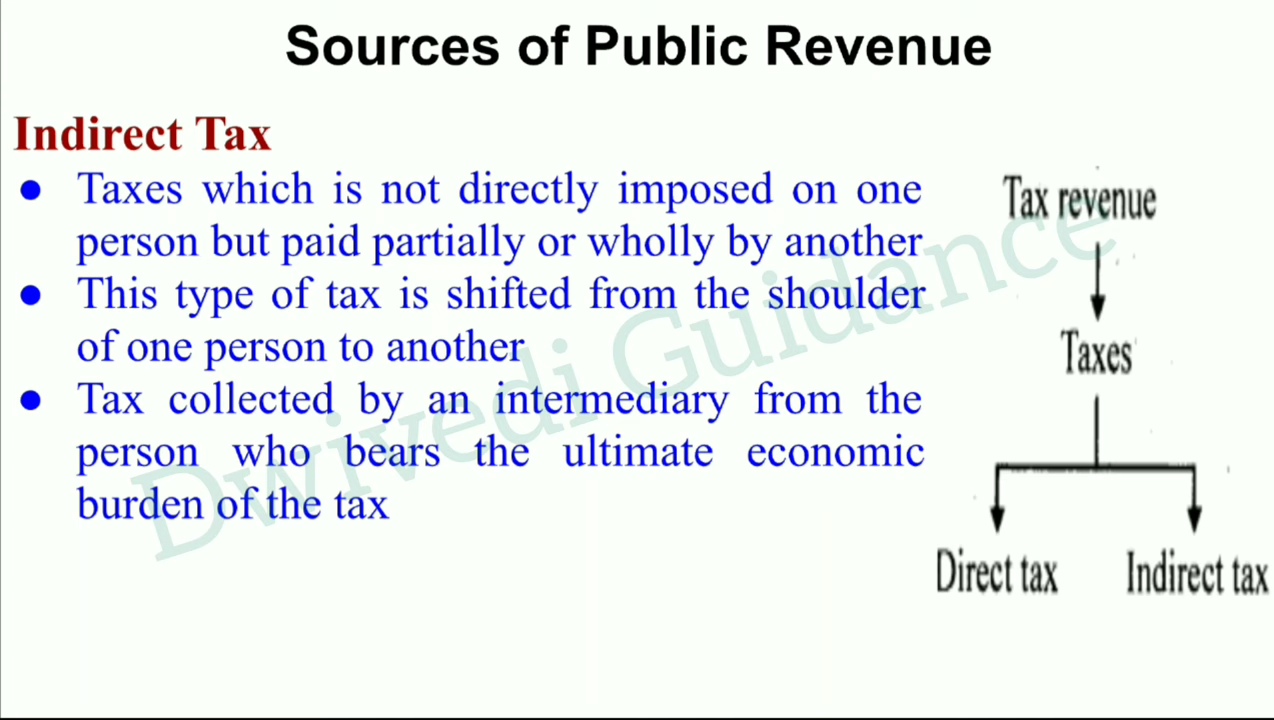 Sources of Public Revenue
Indirect Tax
● Taxes which is not directly imposed on one
person but paid partially or wholly by another
● This type of tax is shifted from the shoulder
of one person to another
● Tax collected by an intermediary from the
person who bears the ultimate economic
burden of the tax
Dwivedi Guidance
Tax revenue
Taxes
Direct tax
Indirect tax